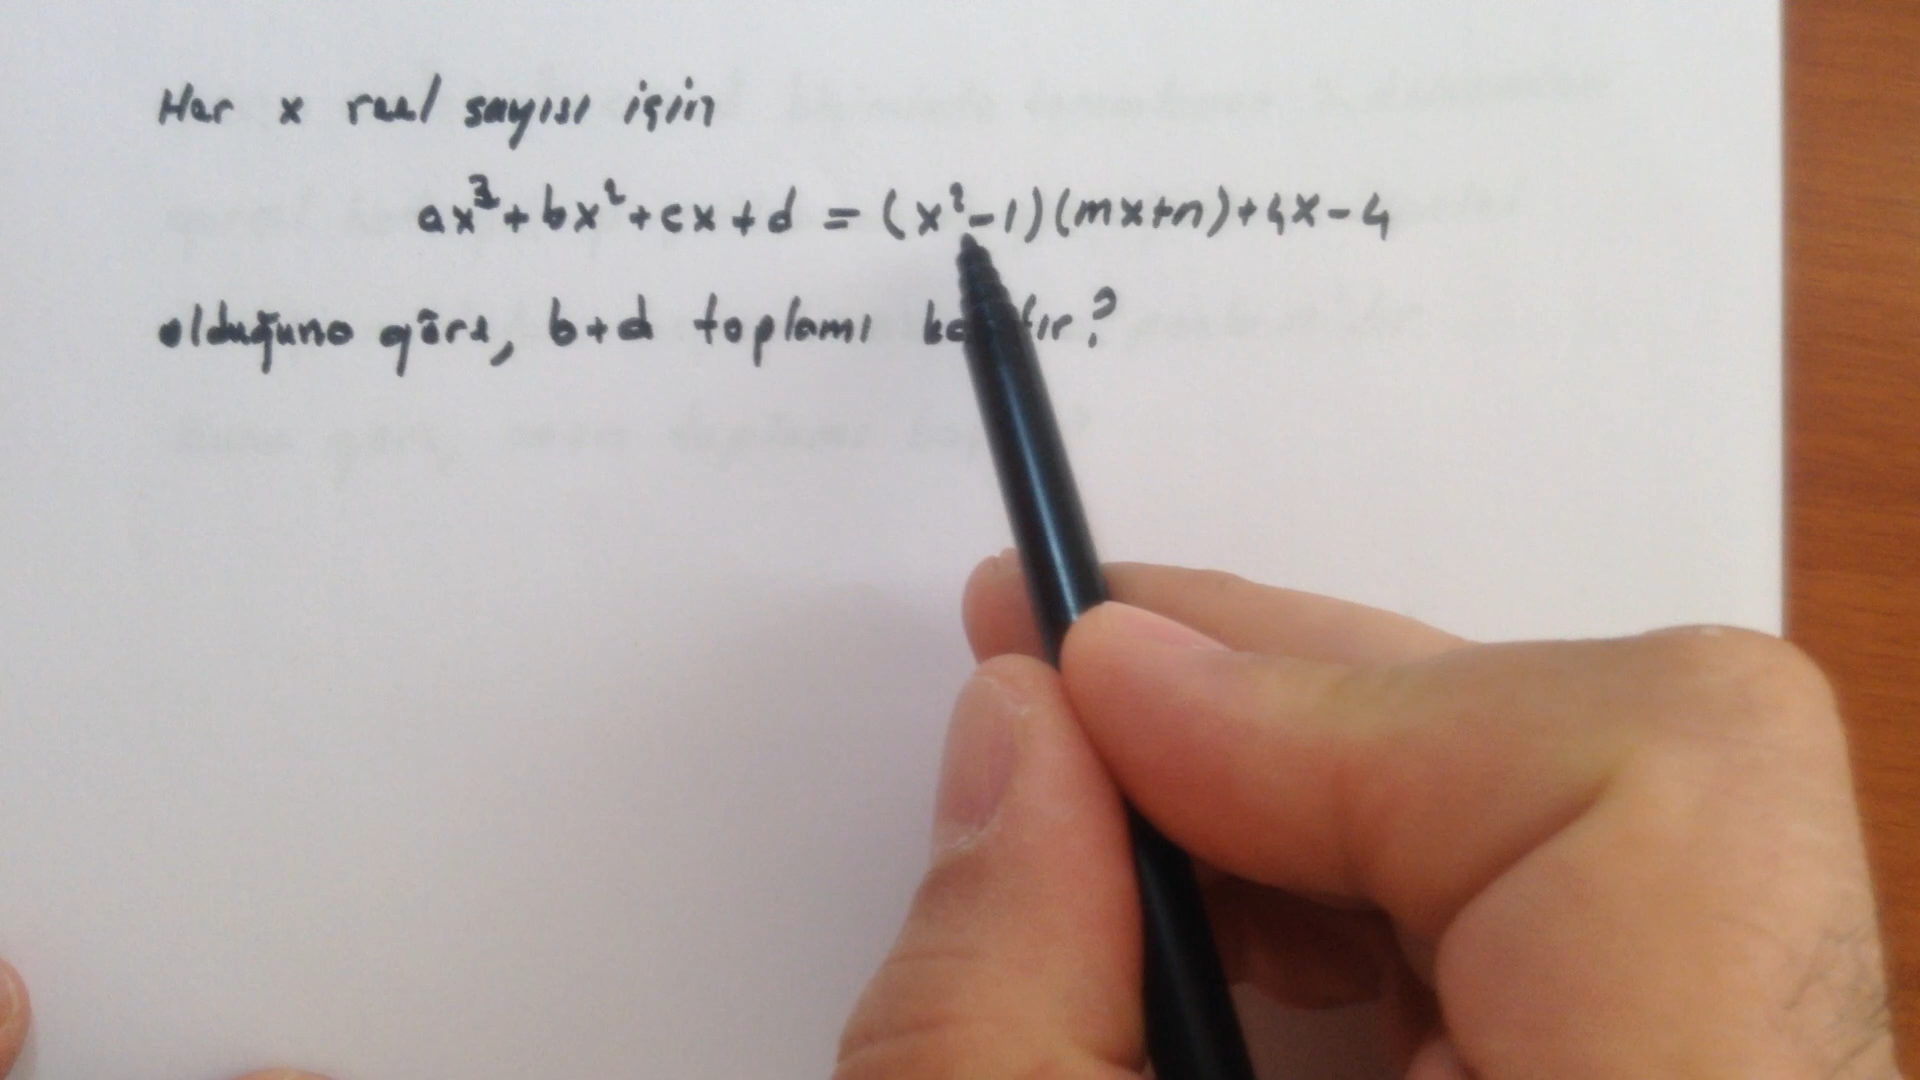 Her x reel sayısı için
ax³+bx²+cx+d = (x²-1)(mx+n)+4x-4
olduğuna göre, b+d toplamı